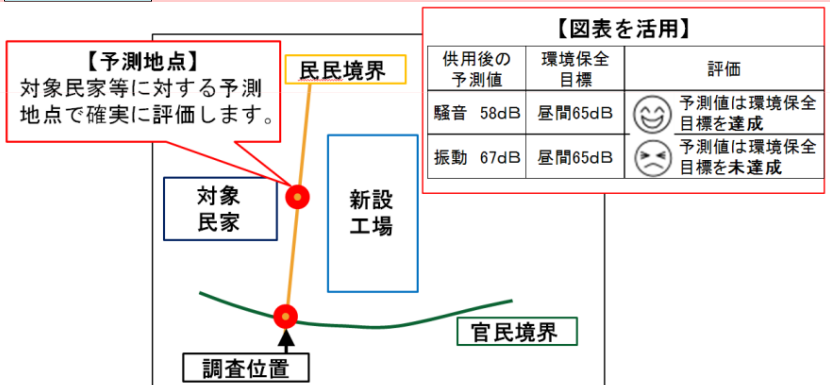 【図表を活用】
供用後の
予測値
環境保全
目標
評価
騒音 58dB
昼間65dB
予測値は環境保全
目標を達成
振動 67dB
昼間65dB
予測値は環境保全
目標を未達成
【予測地点】
対象民家等に対する予測
地点で確実に評価します。
民民境界
対象
民家
新設
工場
官民境界
調査位置